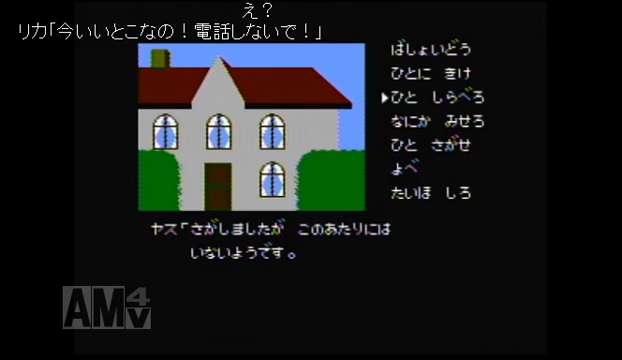 え？
リカ「今いいとこなの！電話しないで！」
ばしょいどう
ひとに きけ
▶ひと しらべろ
なにか みせろ
ひと さがせ
よべ
たいほ しろ
ヤス「さがしましたが このあたりには
いないようです。
AM4V